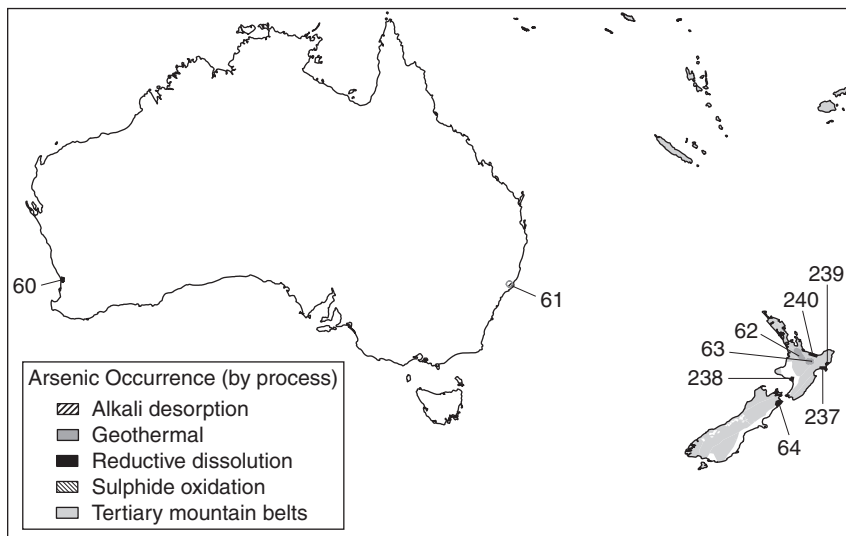 239
240
60
61
62
63
238
237
64
Arsenic Occurrence (by process)
Alkali desorption
Geothermal
Reductive dissolution
Sulphide oxidation
Tertiary mountain belts